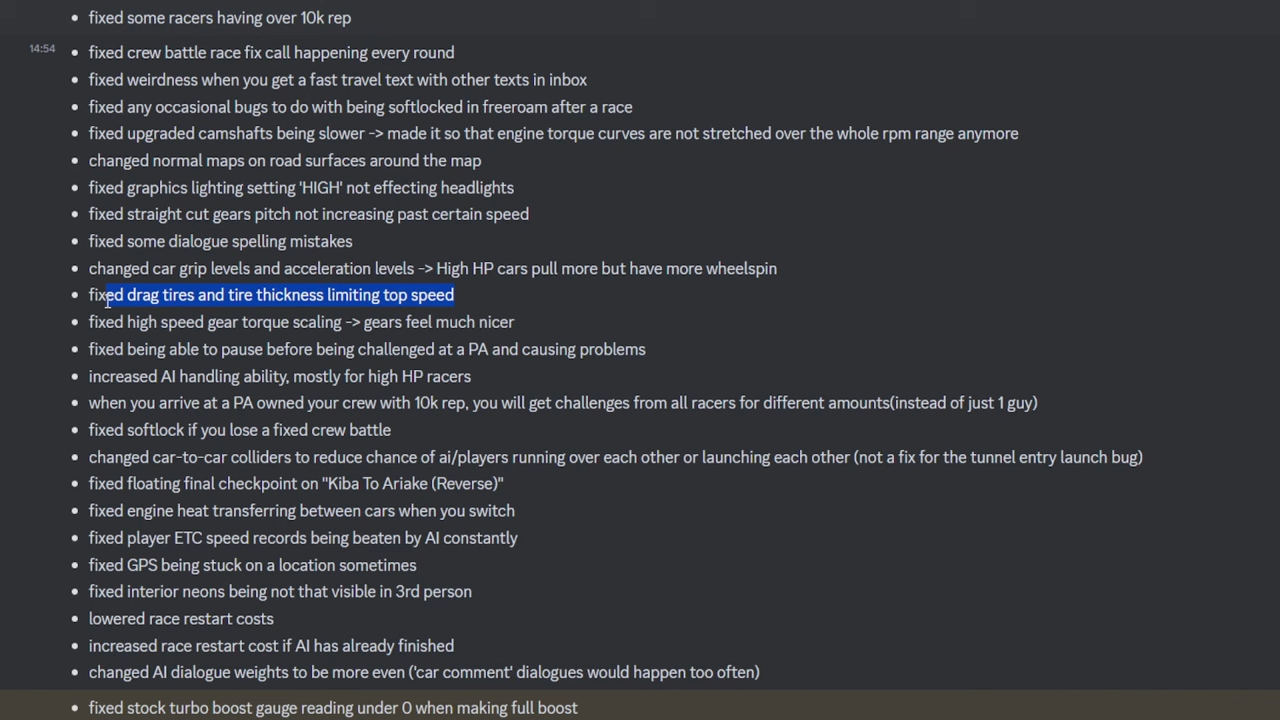 fixed some racers having over 10k rep
14:54
fixed crew battle race fix call happening every round
fixed weirdness when you get a fast travel text with other texts in inbox
fixed any occasional bugs to do with being softlocked in freeroam after a race
fixed upgraded camshafts being slower -> made it so that engine torque curves are not stretched over the whole rpm range anymore
changed normal maps on road surfaces around the map
fixed graphics lighting setting 'HIGH' not effecting headlights
fixed straight cut gears pitch not increasing past certain speed
fixed some dialogue spelling mistakes
changed car grip levels and acceleration levels -> High HP cars pull more but have more wheelspin
fixed drag tires and tire thickness limiting top speed
fixed high speed gear torque scaling -> gears feel much nicer
fixed being able to pause before being challenged at a PA and causing problems
increased AI handling ability, mostly for high HP racers
when you arrive at a PA owned your crew with 10k rep, you will get challenges from all racers for different amounts(instead of just 1 guy)
fixed softlock if you lose a fixed crew battle
changed car-to-car colliders to reduce chance of ai/players running over each other or launching each other (not a fix for the tunnel entry launch bug)
fixed floating final checkpoint on "Kiba To Ariake (Reverse)"
fixed engine heat transferring between cars when you switch
fixed player ETC speed records being beaten by AI constantly
fixed GPS being stuck on a location sometimes
fixed interior neons being not that visible in 3rd person
lowered race restart costs
increased race restart cost if AI has already finished
changed AI dialogue weights to be more even ('car comment' dialogues would happen too often)
fixed stock turbo boost gauge reading under 0 when making full boost